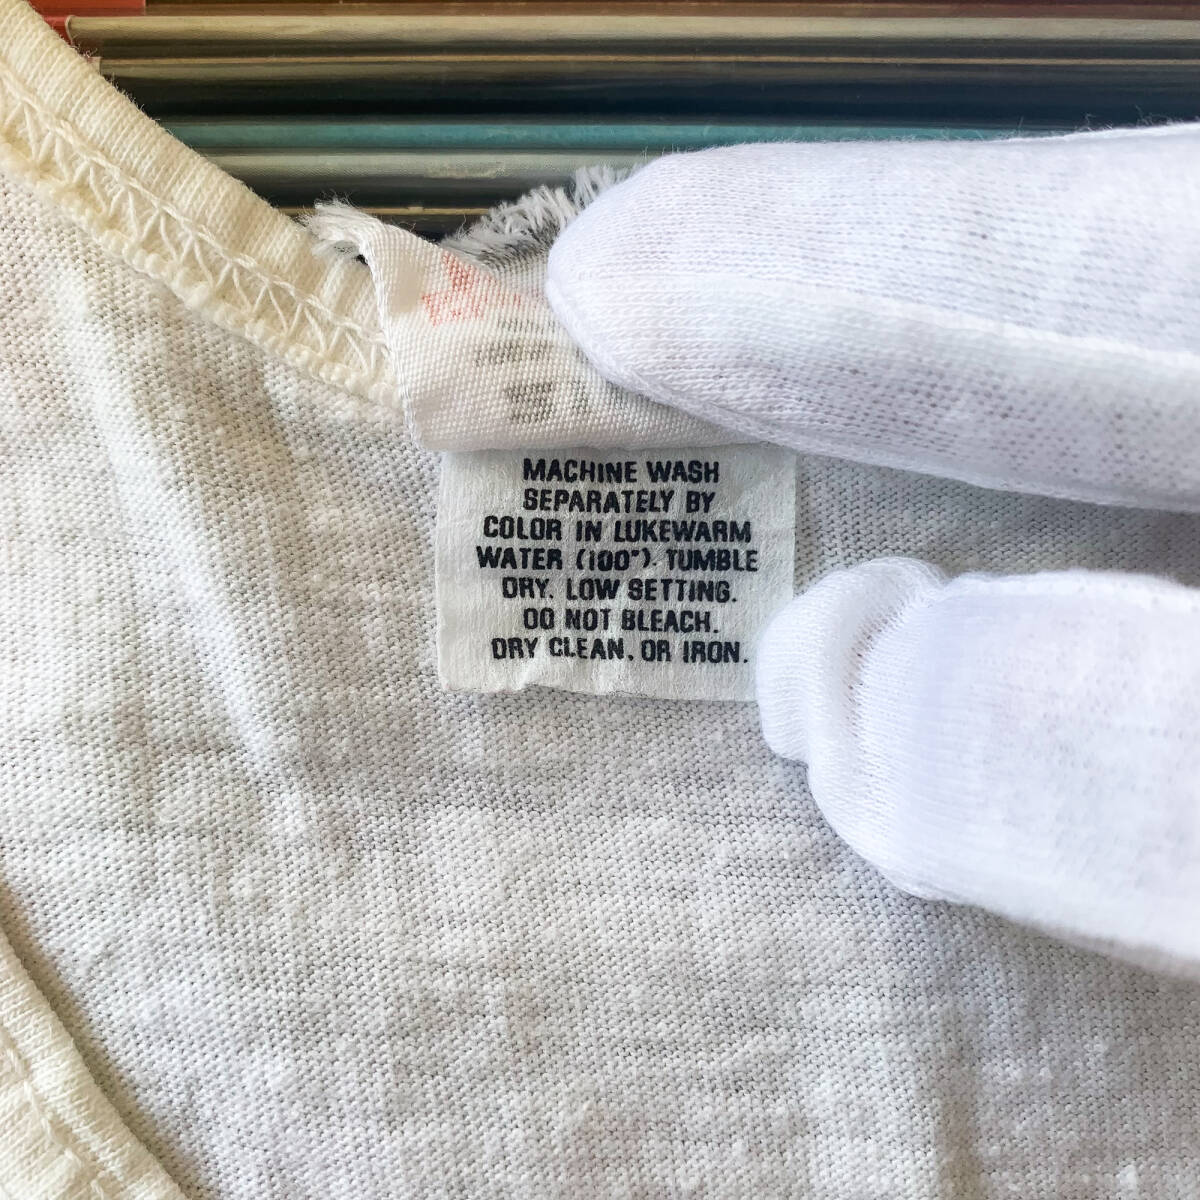 MACHINE WASH
SEPARATELY BY
COLOR IN LUKEWARM
WATER (100°). TUMBLE
DRY. LOW SETTING.
DO NOT BLEACH.
DRY CLEAN. OR IRON.